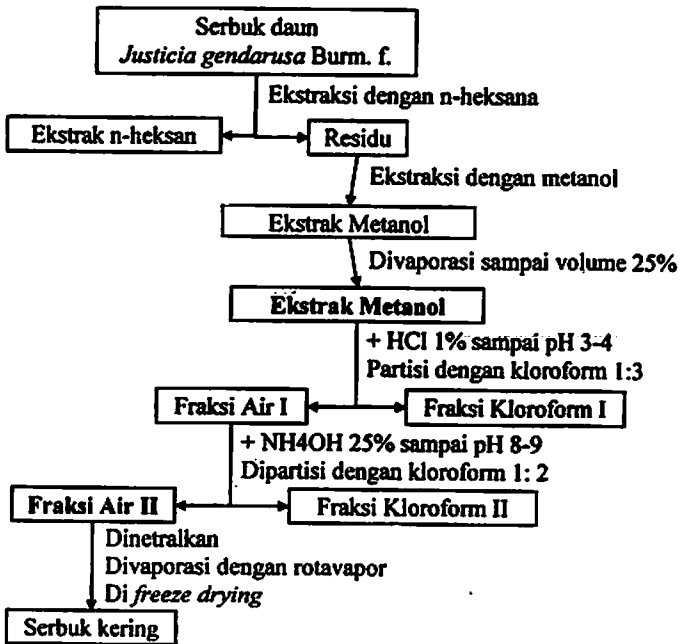 Serbuk daun
Justicia gendarusa Burm. f.
Ekstraksi dengan n-heksana
Ekstrak n-heksan
Residu
Ekstraksi dengan metanol
Ekstrak Metanol
Divaporasi sampai volume 25%
Ekstrak Metanol
+ HCl 1% sampai pH 3-4
Partisi dengan kloroform 1:3
Fraksi Air I
Fraksi Kloroform I
+ NH4OH 25% sampai pH 8-9
Dipartisi dengan kloroform 1: 2
Fraksi Air II
Fraksi Kloroform II
Dinetralkan
Divaporasi dengan rotavapor
Di freeze drying
Serbuk kering